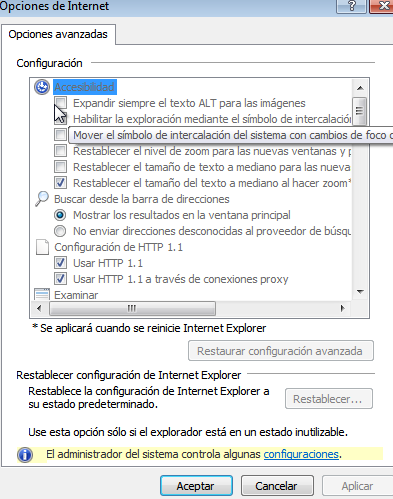 Opciones de Internet
Opciones avanzadas
Configuración
Accesibilidad
Expandir siempre el texto ALT para las imágenes
Habilitar la exploración mediante el símbolo de intercalación
Mover el símbolo de intercalación del sistema con cambios de foco
Restablecer el nivel de zoom para las nuevas ventanas y p
Restablecer el tamaño de texto a mediano para las nuevas
Restablecer el tamaño del texto a mediano al hacer zoom*
Buscar desde la barra de direcciones
Mostrar los resultados en la ventana principal
No enviar direcciones desconocidas al proveedor de búsqu
Configuración de HTTP 1.1
Usar HTTP 1.1
Usar HTTP 1.1 a través de conexiones proxy
Examinar
* Se aplicará cuando se reinicie Internet Explorer
Restaurar configuración avanzada
Restablecer configuración de Internet Explorer
Restablece la configuración de Internet Explorer a
su estado predeterminado.
Restablecer...
Use esta opción sólo si el explorador está en un estado inutilizable.
El administrador del sistema controla algunas configuraciones.
Aceptar
Cancelar
Aplicar